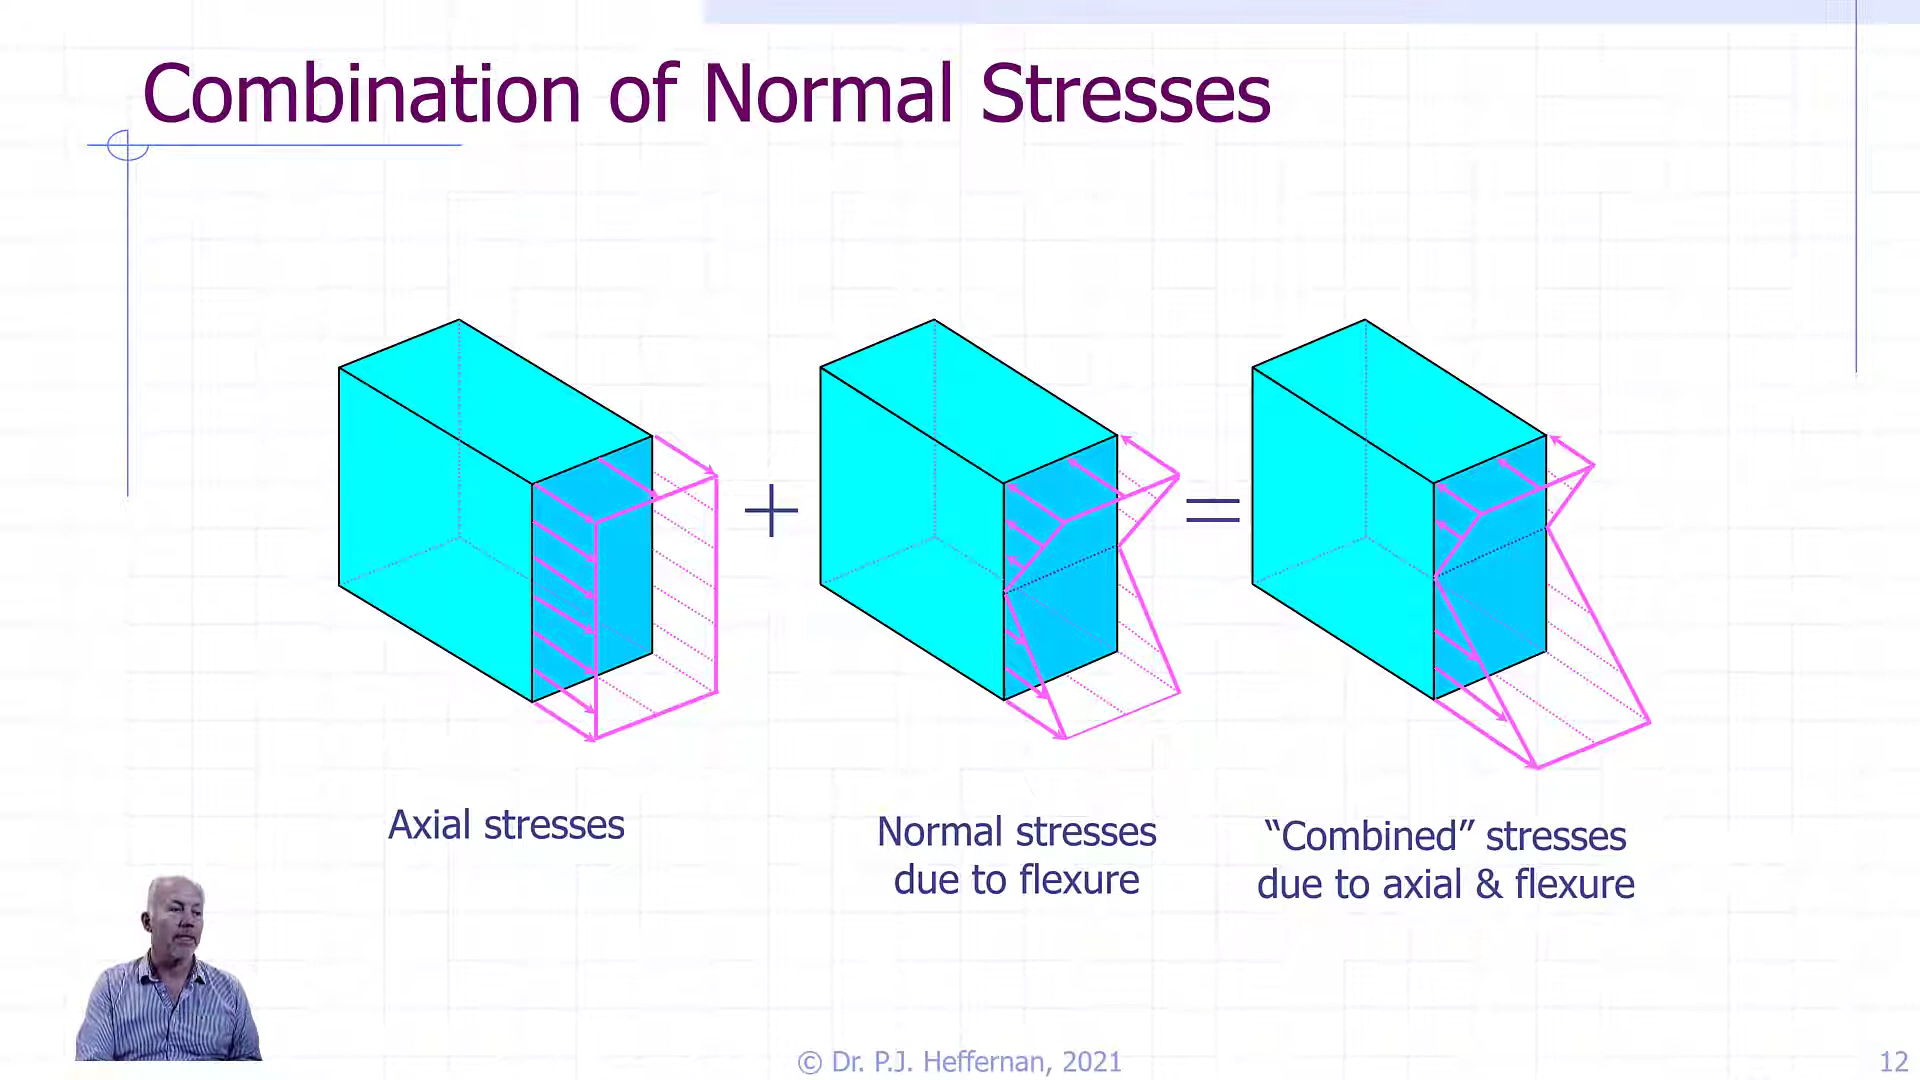 Combination of Normal Stresses
+
=
Axial stresses
Normal stresses
due to flexure
“Combined” stresses
due to axial & flexure
© Dr. P.J. Heffernan, 2021
12